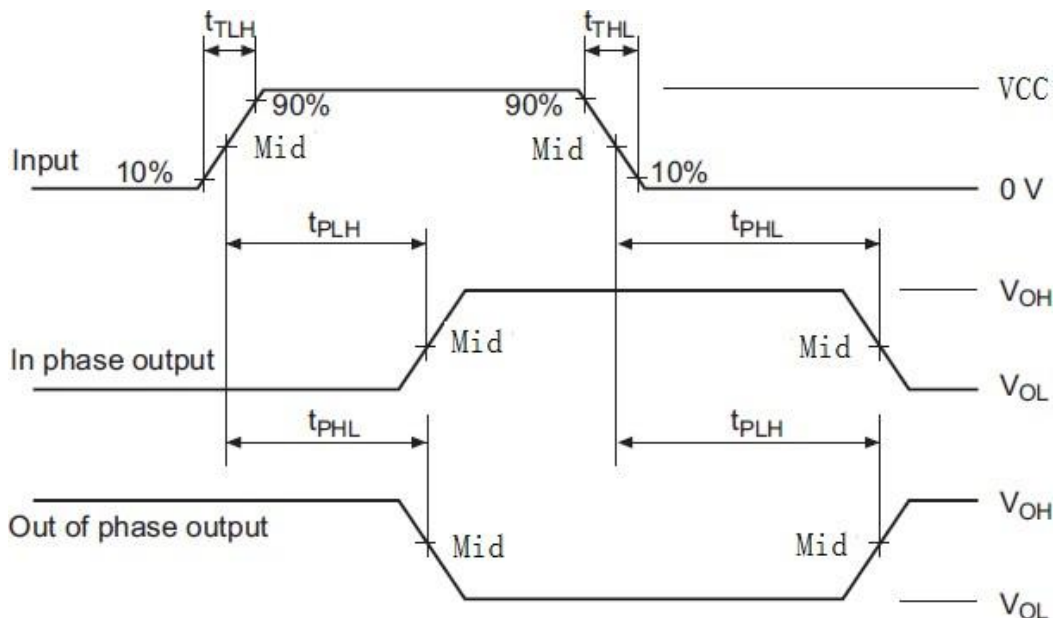 tTLH
tTHL
VCC
90%
90%
Mid
Mid
Input
10%
10%
0 V
tPLH
tPHL
VOH
Mid
Mid
In phase output
VOL
tPHL
tPLH
VOH
Out of phase output
Mid
Mid
VOL